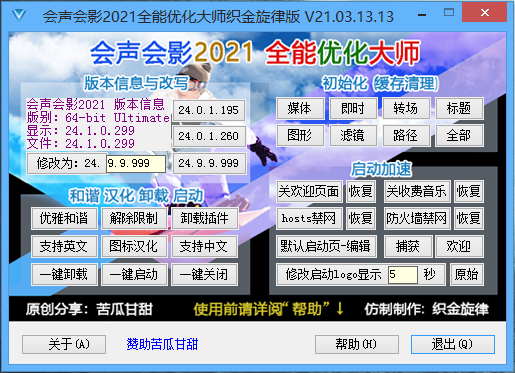 会声会影2021全能优化大师织金旋律版 V21.03.13.13
会声会影2021 全能优化大师
版本信息与改写
会声会影2021 版本信息
版别: 64-bit Ultimate
显示: 24.1.0.299
文件: 24.1.0.299
24.0.1.195
24.0.1.260
修改为: 24. 9.9.999
24.9.9.999
初始化 (缓存清理)
媒体 即时 转场 标题
图形 滤镜 路径 全部
和谐 汉化 卸载 启动
优雅和谐 解除限制 卸载插件
支持英文 图标汉化 支持中文
一键卸载 一键启动 一键关闭
启动加速
关欢迎页面 恢复 关收费音乐 恢复
hosts禁网 恢复 防火墙禁网 恢复
默认启动页-编辑 捕获 欢迎
修改启动logo显示 5 秒 原始
原创分享: 苦瓜甘甜 使用前请详阅“帮助”↓ 仿制制作: 织金旋律
关于(A) 赞助苦瓜甘甜 帮助(H) 退出(Q)